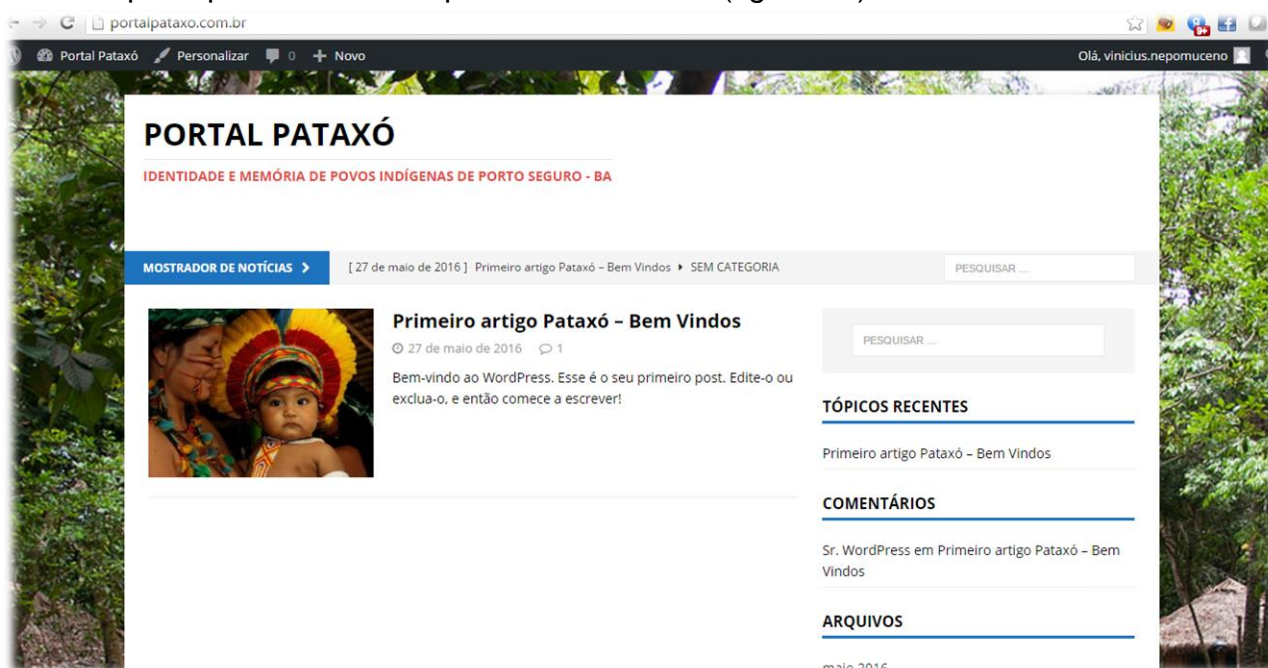 portalpataxo.com.br
Portal Pataxó Personalizar 0 + Novo
Olá, vinicius.nepomuceno
PORTAL PATAXÓ
IDENTIDADE E MEMÓRIA DE POVOS INDÍGENAS DE PORTO SEGURO - BA
MOSTRADOR DE NOTÍCIAS
[ 27 de maio de 2016 ] Primeiro artigo Pataxó – Bem Vindos SEM CATEGORIA
PESQUISAR ...
Primeiro artigo Pataxó – Bem Vindos
27 de maio de 2016 1
Bem-vindo ao WordPress. Esse é o seu primeiro post. Edite-o ou
exclua-o, e então comece a escrever!
PESQUISAR ...
TÓPICOS RECENTES
Primeiro artigo Pataxó – Bem Vindos
COMENTÁRIOS
Sr. WordPress em Primeiro artigo Pataxó – Bem
Vindos
ARQUIVOS
maio 2016